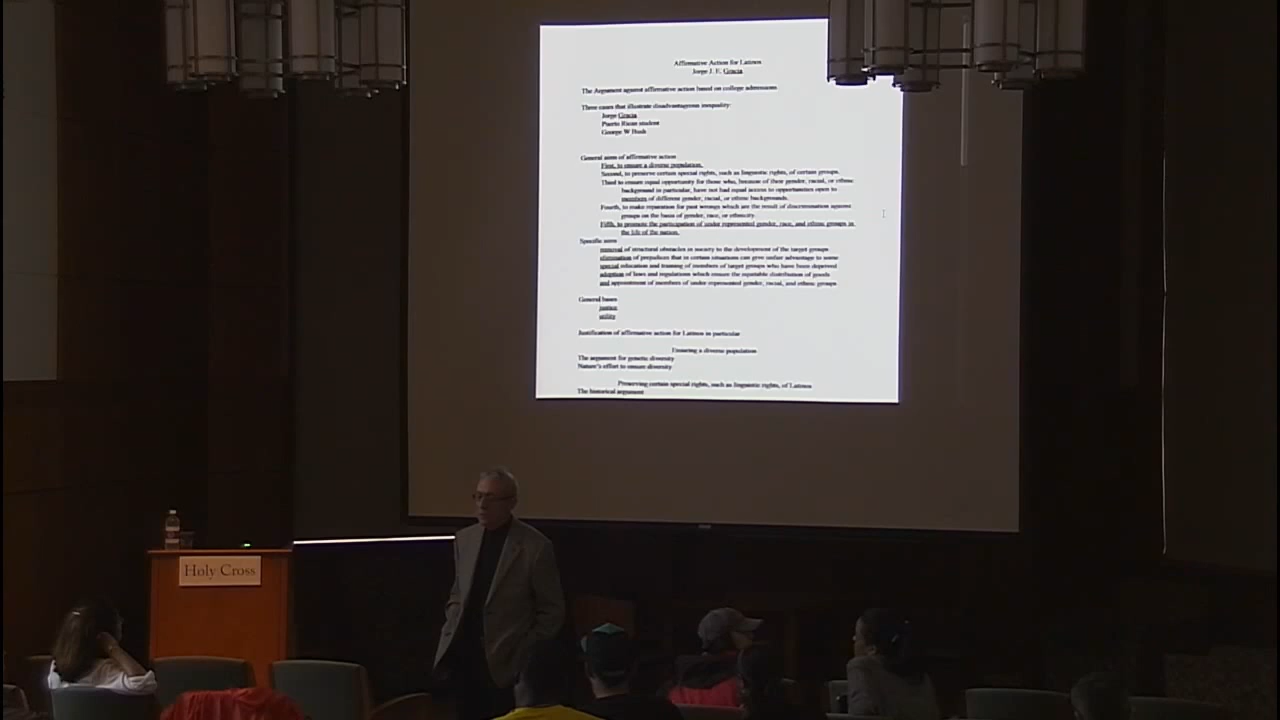 Affirmative Action for Latinos
Jorge J. E. Gracia
The Argument against affirmative action based on college admissions
Three cases that illustrate disadvantageous inequality:
Jorge Gracia
Puerto Rican student
George W Bush
General aims of affirmative action
First, to ensure a diverse population.
Second, to preserve certain special rights, such as linguistic rights, of certain groups.
Third to ensure equal opportunity for those who, because of their gender, racial, or ethnic
background in particular, have not had equal access to opportunities open to
members of different gender, racial, or ethnic backgrounds.
Fourth, to make reparation for past wrongs which are the result of discrimination against
groups on the basis of gender, race, or ethnicity.
Fifth, to promote the participation of under represented gender, race, and ethnic groups in
the life of the nation.
Specific aims
removal of structural obstacles in society to the development of the target groups
elimination of prejudices that in certain situations can give unfair advantage to some
special education and training of members of target groups who have been deprived
adoption of laws and regulations which ensure the equitable distribution of goods
and appointment of members of under represented gender, racial, and ethnic groups
General bases
justice
utility
Justification of affirmative action for Latinos in particular
Ensuring a diverse population
The argument for genetic diversity
Nature's effort to ensure diversity
Preserving certain special rights, such as linguistic rights, of Latinos
The historical argument
Holy Cross